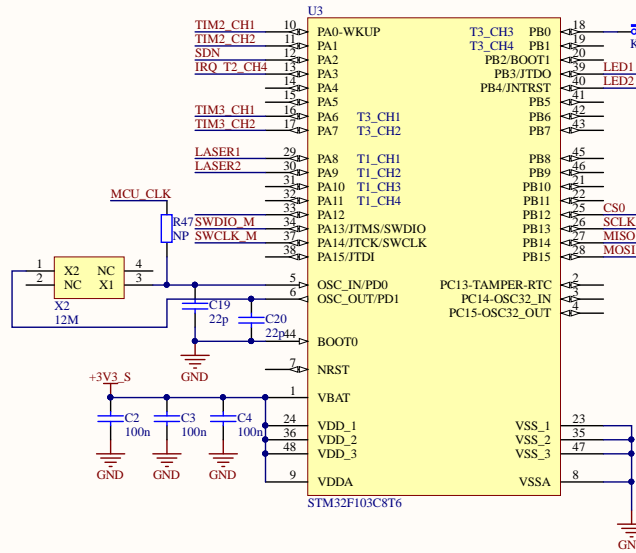 U3
TIM2_CH1 10 PA0-WKUP T3_CH3 PB0 18
TIM2_CH2 11 PA1 T3_CH4 PB1 19
SDN 12 PA2 PB2/BOOT1 20
IRQ T2_CH4 13 PA3 PB3/JTDO 39 LED1
14 PA4 PB4/JNTRST 40 LED2
15 PA5 PB5 41
TIM3_CH1 16 PA6 T3_CH1 PB6 42
TIM3_CH2 17 PA7 T3_CH2 PB7 43
LASER1 29 PA8 T1_CH1 PB8 45
LASER2 30 PA9 T1_CH2 PB9 46
31 PA10 T1_CH3 PB10 21
MCU_CLK 32 PA11 T1_CH4 PB11 22
33 PA12 PB12 25 CS0
R47 SWDIO_M 34 PA13/JTMS/SWDIO PB13 26 SCLK
NP SWCLK_M 37 PA14/JTCK/SWCLK PB14 27 MISO
38 PA15/JTDI PB15 28 MOSI
1 X2 NC 4
2 NC X1 3
X2
12M
5 OSC_IN/PD0 PC13-TAMPER-RTC 2
6 OSC_OUT/PD1 PC14-OSC32_IN 3
PC15-OSC32_OUT 4
C19
22p
C20
22p
44 BOOT0
GND
7 NRST
+3V3_S
1 VBAT
C2 C3 C4
100n 100n 100n
24 VDD_1 VSS_1 23
36 VDD_2 VSS_2 35
48 VDD_3 VSS_3 47
GND GND GND
9 VDDA VSSA 8
STM32F103C8T6